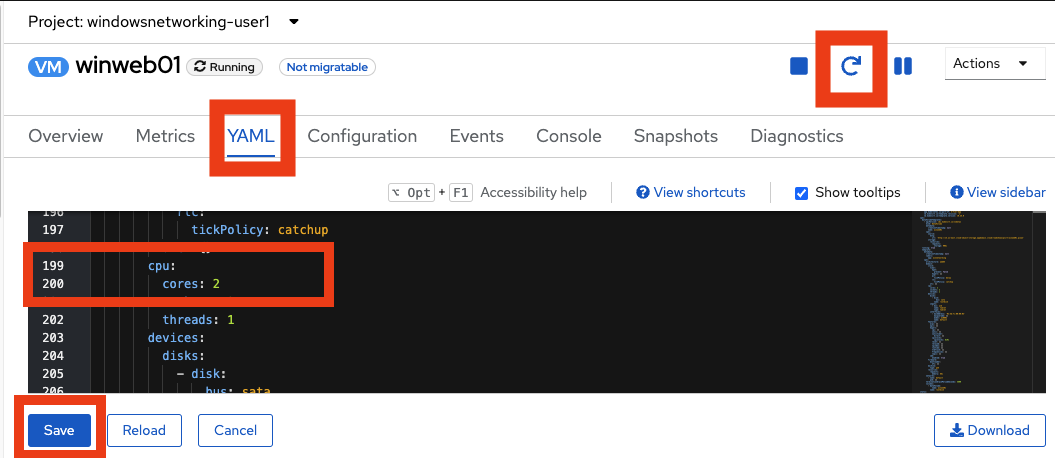 Project: windowsnetworking-user1
VM winweb01 Running Not migratable Actions
Overview Metrics YAML Configuration Events Console Snapshots Diagnostics
⌥ Opt + F1 Accessibility help View shortcuts Show tooltips View sidebar
196 rtc:
197 tickPolicy: catchup
199 cpu:
200 cores: 2
202 threads: 1
203 devices:
204 disks:
205 - disk:
206 bus: sata
Save Reload Cancel Download